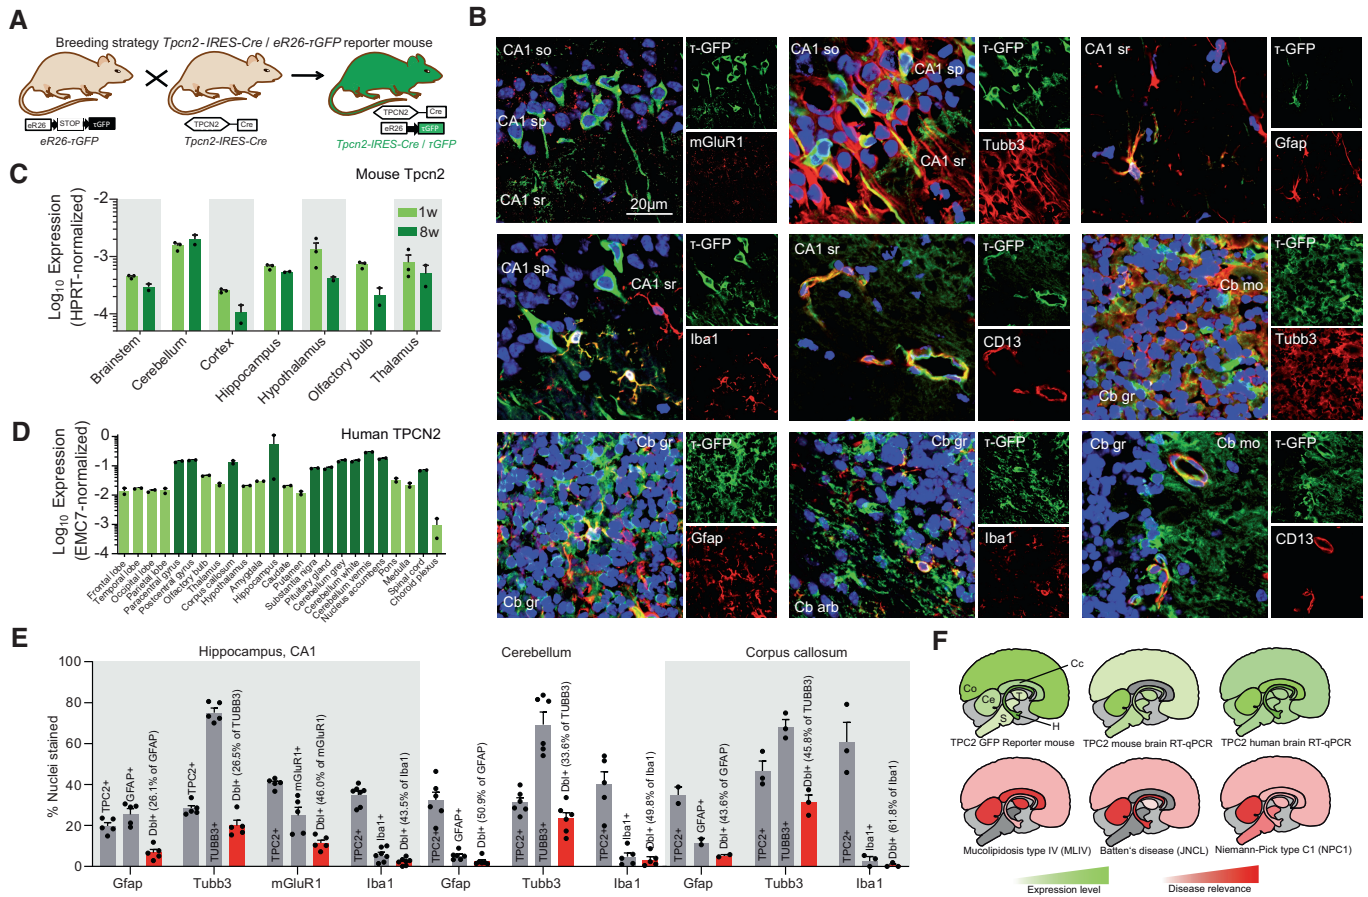 A
Breeding strategy Tpcn2-IRES-Cre / eR26-τGFP reporter mouse
eR26 STOP τGFP
eR26-τGFP
TPCN2 Cre
Tpcn2-IRES-Cre
TPCN2 Cre
eR26 τGFP
Tpcn2-IRES-Cre / τGFP
B
CA1 so
CA1 sp
CA1 sr
20µm
τ-GFP
mGluR1
CA1 so
CA1 sp
CA1 sr
τ-GFP
Tubb3
CA1 sr
τ-GFP
Gfap
CA1 sp
CA1 sr
τ-GFP
Iba1
CA1 sr
τ-GFP
CD13
Cb mo
Cb gr
τ-GFP
Tubb3
Cb gr
Cb gr
τ-GFP
Gfap
Cb gr
Cb arb
τ-GFP
Iba1
Cb gr
Cb mo
τ-GFP
CD13
C
Mouse Tpcn2
Log10 Expression
(HPRT-normalized)
-2
-3
-4
1w
8w
Brainstem
Cerebellum
Cortex
Hippocampus
Hypothalamus
Olfactory bulb
Thalamus
D
Human TPCN2
Log10 Expression
(EMC7-normalized)
0
-1
-2
-3
-4
Frontal lobe
Temporal lobe
Occipital lobe
Parietal lobe
Paracentral gyrus
Postcentral gyrus
Olfactory bulb
Thalamus
Corpus callosum
Hypothalamus
Amygdala
Hippocampus
Caudate
Putamen
Substantia nigra
Pituitary gland
Cerebellum grey
Cerebellum white
Cerebellum vermis
Nucleus accumbens
Pons
Medulla
Spinal cord
Choroid plexus
E
% Nuclei stained
100
80
60
40
20
0
Hippocampus, CA1
Cerebellum
Corpus callosum
TPC2+
GFAP+
Dbl+ (26.1% of GFAP)
TPC2+
TUBB3+
Dbl+ (26.5% of TUBB3)
TPC2+
mGluR1+
Dbl+ (46.0% of mGluR1)
TPC2+
Iba1+
Dbl+ (43.5% of Iba1)
TPC2+
GFAP+
Dbl+ (50.9% of GFAP)
TPC2+
TUBB3+
Dbl+ (33.6% of TUBB3)
TPC2+
Iba1+
Dbl+ (49.8% of Iba1)
TPC2+
GFAP+
Dbl+ (43.6% of GFAP)
TPC2+
TUBB3+
Dbl+ (45.8% of TUBB3)
TPC2+
Iba1+
Dbl+ (61.8% of Iba1)
Gfap
Tubb3
mGluR1
Iba1
Gfap
Tubb3
Iba1
Gfap
Tubb3
Iba1
F
Co
Ce
Cc
T
S
H
TPC2 GFP Reporter mouse
TPC2 mouse brain RT-qPCR
TPC2 human brain RT-qPCR
Mucolipidosis type IV (MLIV)
Batten's disease (JNCL)
Niemann-Pick type C1 (NPC1)
Expression level
Disease relevance